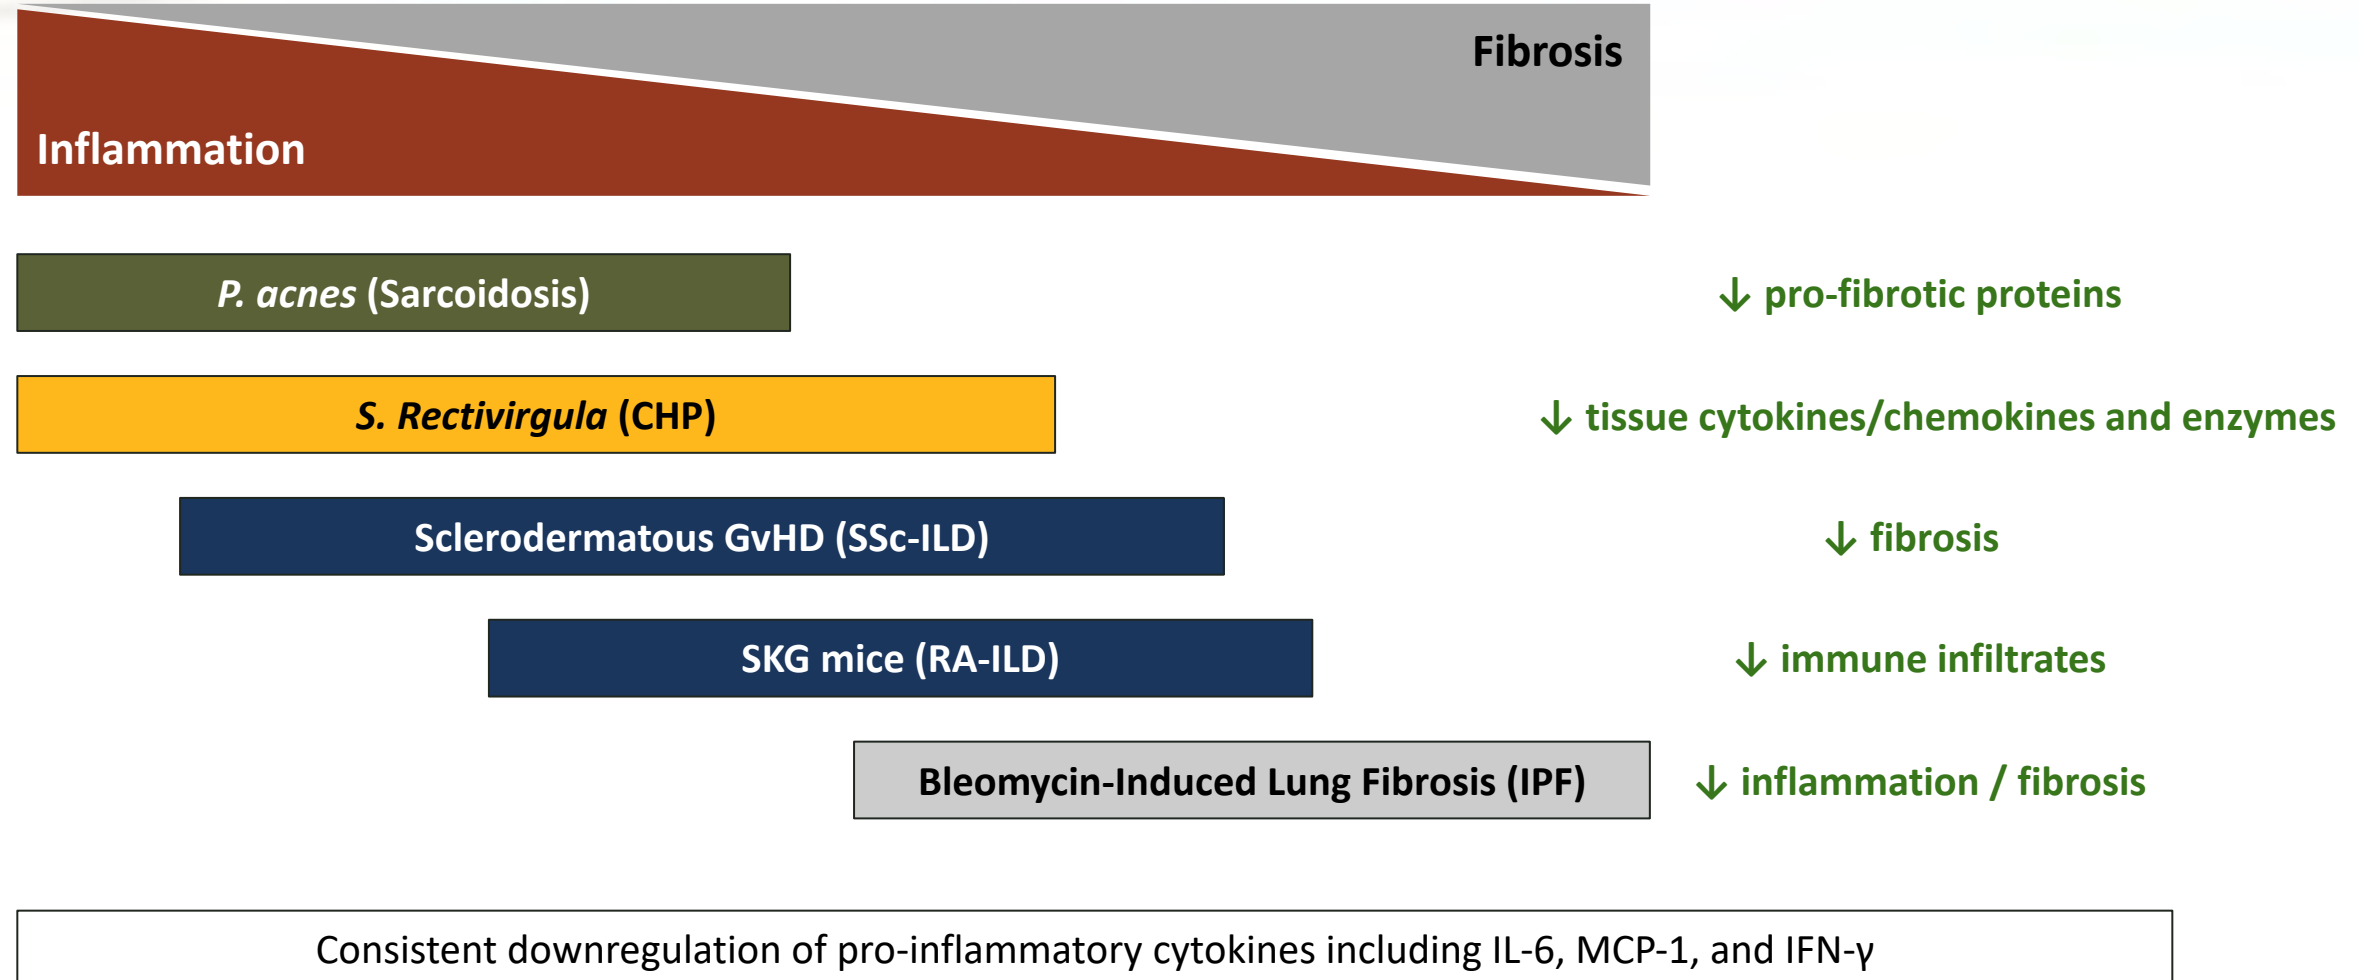 Fibrosis
Inflammation
P. acnes (Sarcoidosis)
↓ pro-fibrotic proteins
S. Rectivirgula (CHP)
↓ tissue cytokines/chemokines and enzymes
Sclerodermatous GvHD (SSc-ILD)
↓ fibrosis
SKG mice (RA-ILD)
↓ immune infiltrates
Bleomycin-Induced Lung Fibrosis (IPF)
↓ inflammation / fibrosis
Consistent downregulation of pro-inflammatory cytokines including IL-6, MCP-1, and IFN-γ